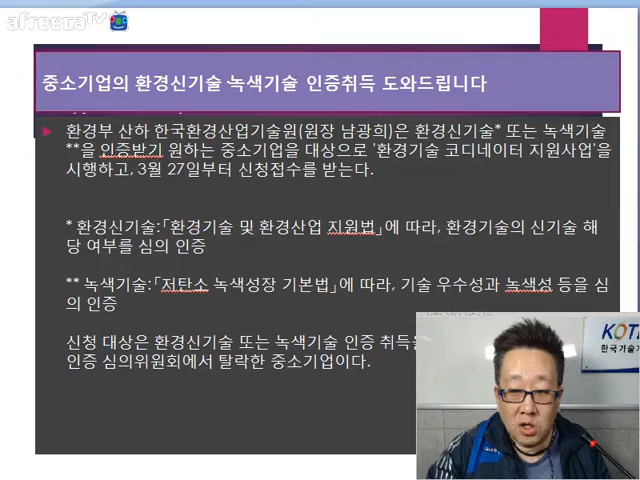 afreecaTV
중소기업의 환경신기술·녹색기술 인증취득 도와드립니다
환경부 산하 한국환경산업기술원(원장 남광희)은 환경신기술* 또는 녹색기술
**을 인증받기 원하는 중소기업을 대상으로 '환경기술 코디네이터 지원사업'을
시행하고, 3월 27일부터 신청접수를 받는다.
* 환경신기술:「환경기술 및 환경산업 지원법」에 따라, 환경기술의 신기술 해
당 여부를 심의 인증
** 녹색기술:「저탄소 녹색성장 기본법」에 따라, 기술 우수성과 녹색성 등을 심
의 인증
신청 대상은 환경신기술 또는 녹색기술 인증 취득을
인증 심의위원회에서 탈락한 중소기업이다.
한국기술